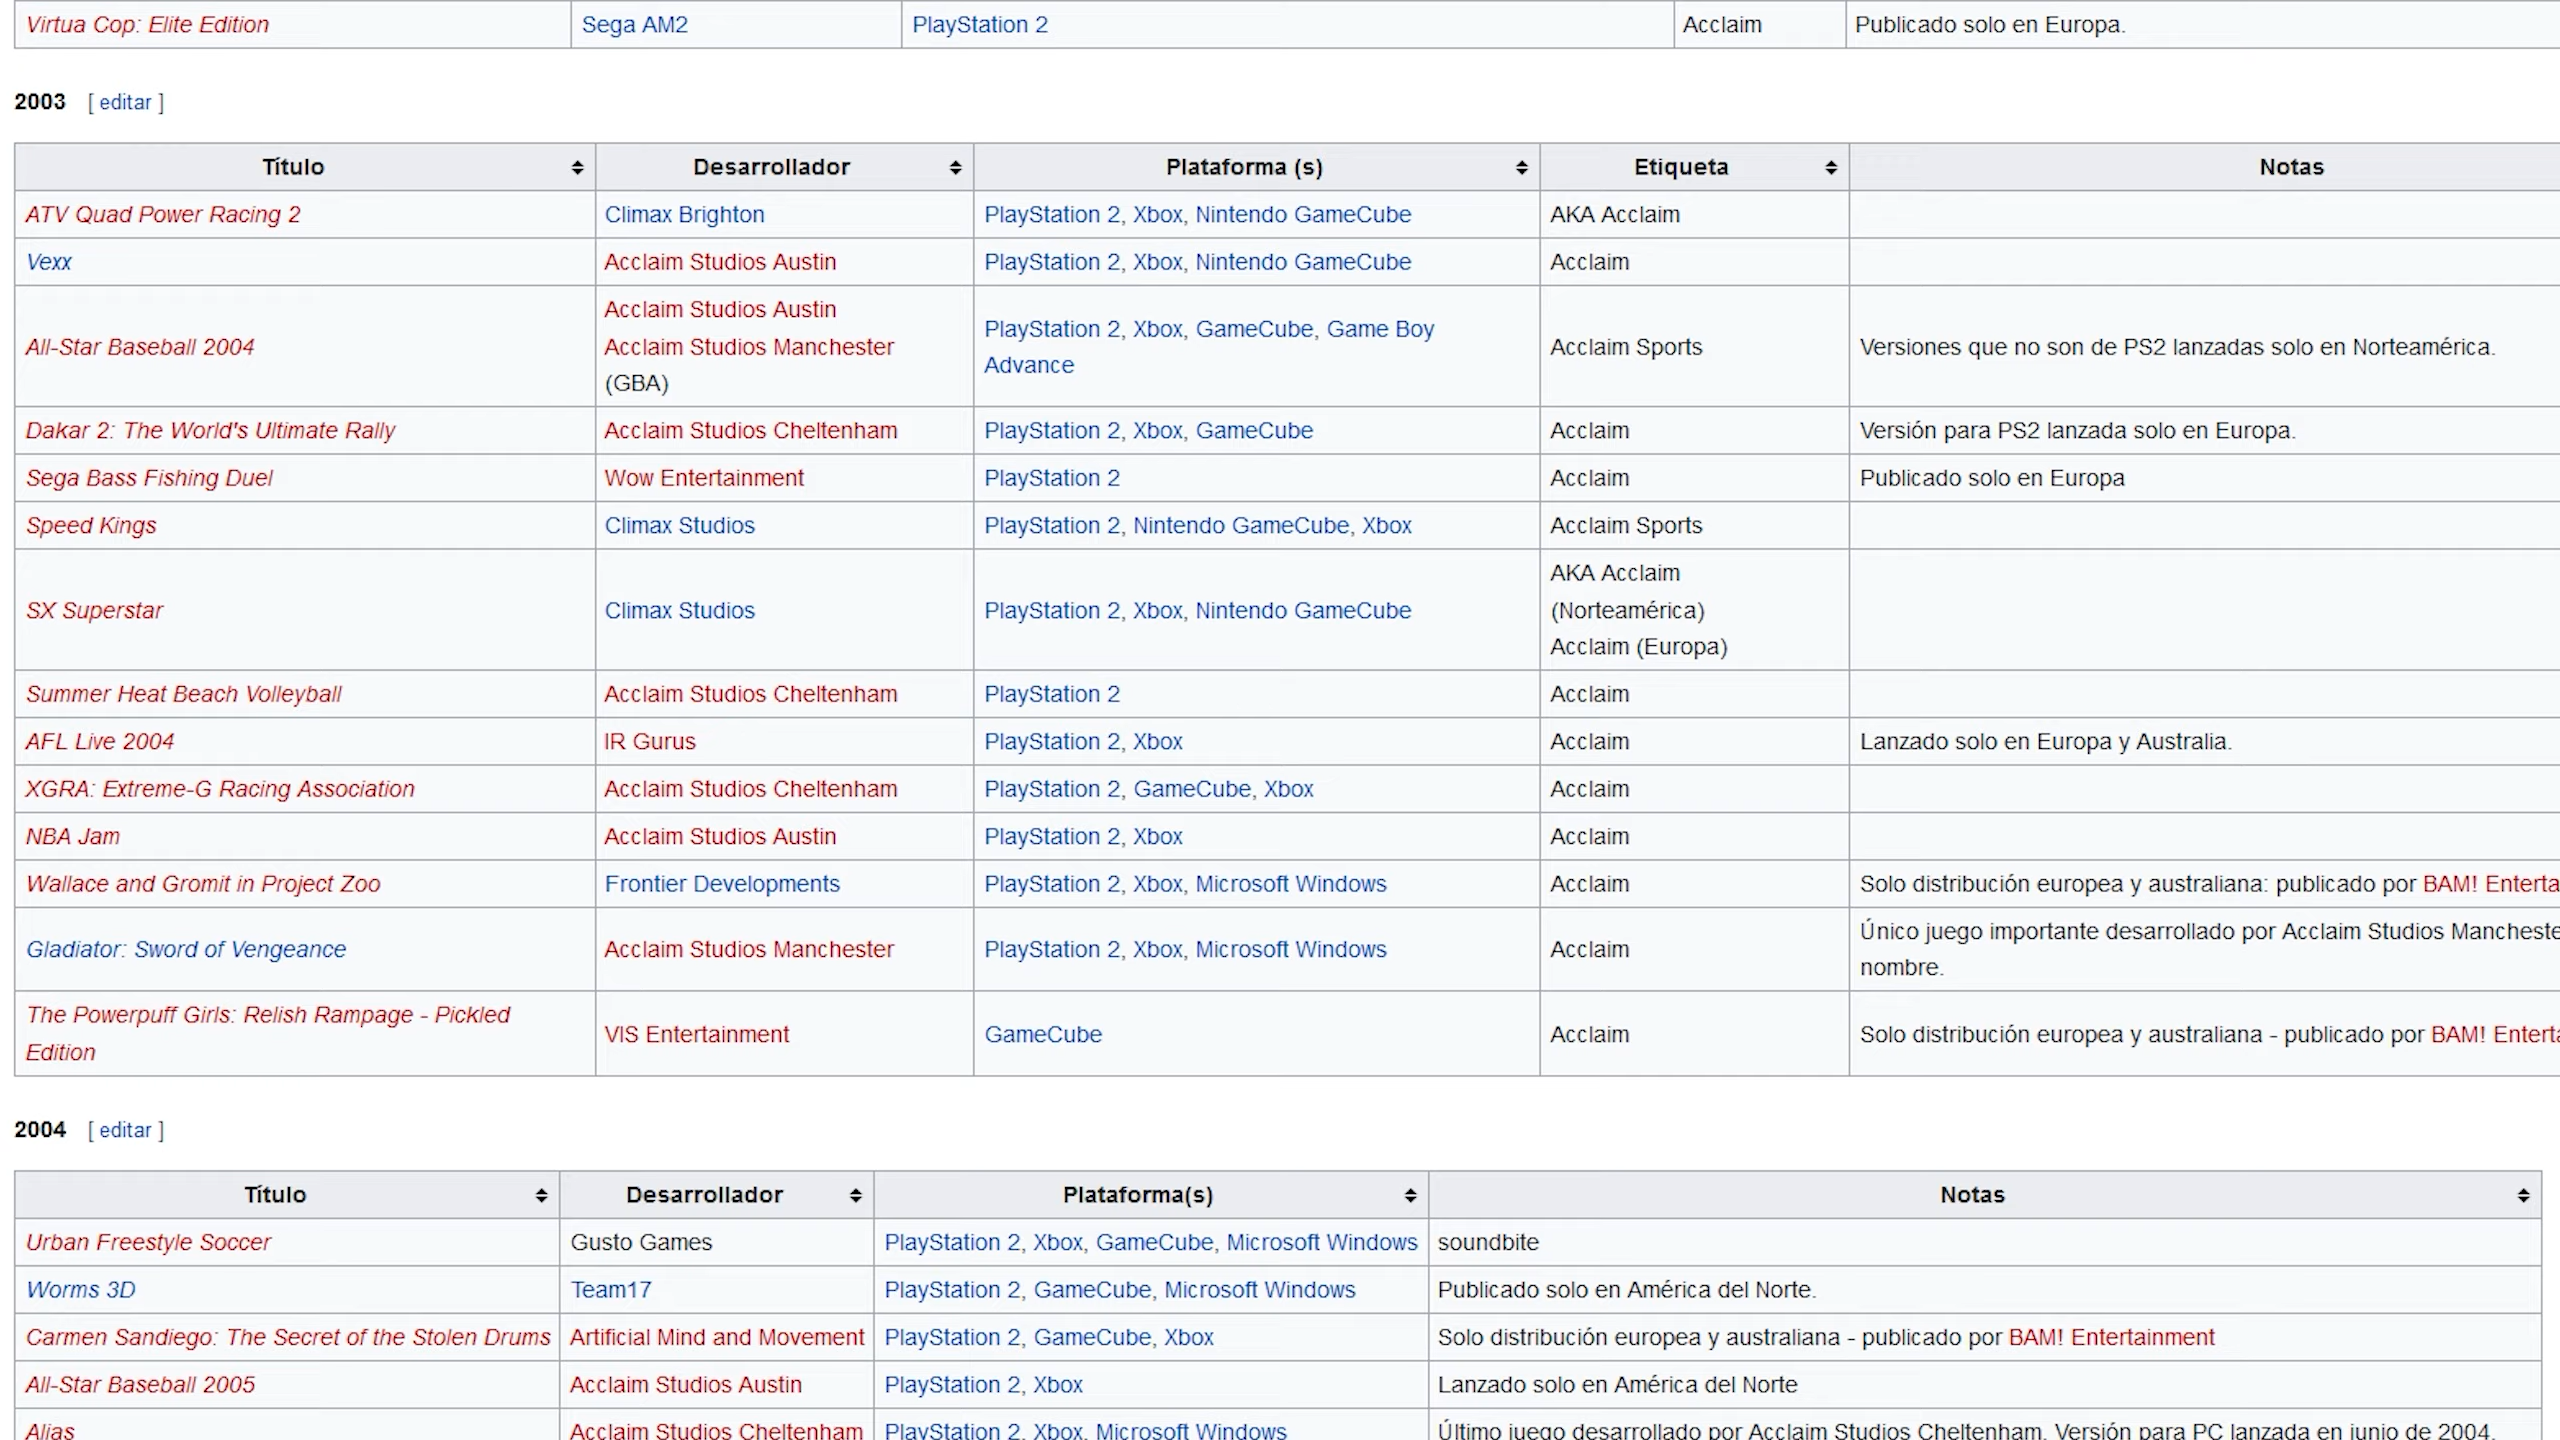 Virtua Cop: Elite Edition Sega AM2 PlayStation 2 Acclaim Publicado solo en Europa.
2003 [ editar ]
Título Desarrollador Plataforma (s) Etiqueta Notas
ATV Quad Power Racing 2 Climax Brighton PlayStation 2, Xbox, Nintendo GameCube AKA Acclaim
Vexx Acclaim Studios Austin PlayStation 2, Xbox, Nintendo GameCube Acclaim
All-Star Baseball 2004
Acclaim Studios Austin
Acclaim Studios Manchester
(GBA)
PlayStation 2, Xbox, GameCube, Game Boy
Advance
Acclaim Sports
Versiones que no son de PS2 lanzadas solo en Norteamérica.
Dakar 2: The World's Ultimate Rally Acclaim Studios Cheltenham PlayStation 2, Xbox, GameCube Acclaim Versión para PS2 lanzada solo en Europa.
Sega Bass Fishing Duel Wow Entertainment PlayStation 2 Acclaim Publicado solo en Europa
Speed Kings Climax Studios PlayStation 2, Nintendo GameCube, Xbox Acclaim Sports
SX Superstar Climax Studios PlayStation 2, Xbox, Nintendo GameCube
AKA Acclaim
(Norteamérica)
Acclaim (Europa)
Summer Heat Beach Volleyball Acclaim Studios Cheltenham PlayStation 2 Acclaim
AFL Live 2004 IR Gurus PlayStation 2, Xbox Acclaim Lanzado solo en Europa y Australia.
XGRA: Extreme-G Racing Association Acclaim Studios Cheltenham PlayStation 2, GameCube, Xbox Acclaim
NBA Jam Acclaim Studios Austin PlayStation 2, Xbox Acclaim
Wallace and Gromit in Project Zoo Frontier Developments PlayStation 2, Xbox, Microsoft Windows Acclaim Solo distribución europea y australiana: publicado por BAM! Enterta
Gladiator: Sword of Vengeance Acclaim Studios Manchester PlayStation 2, Xbox, Microsoft Windows Acclaim
Único juego importante desarrollado por Acclaim Studios Mancheste
nombre.
The Powerpuff Girls: Relish Rampage - Pickled
Edition
VIS Entertainment GameCube Acclaim Solo distribución europea y australiana - publicado por BAM! Enterta
2004 [ editar ]
Título Desarrollador Plataforma(s) Notas
Urban Freestyle Soccer Gusto Games PlayStation 2, Xbox, GameCube, Microsoft Windows soundbite
Worms 3D Team17 PlayStation 2, GameCube, Microsoft Windows Publicado solo en América del Norte.
Carmen Sandiego: The Secret of the Stolen Drums Artificial Mind and Movement PlayStation 2, GameCube, Xbox Solo distribución europea y australiana - publicado por BAM! Entertainment
All-Star Baseball 2005 Acclaim Studios Austin PlayStation 2, Xbox Lanzado solo en América del Norte
Alias Acclaim Studios Cheltenham PlayStation 2, Xbox, Microsoft Windows Último juego desarrollado por Acclaim Studios Cheltenham. Versión para PC lanzada en junio de 2004.